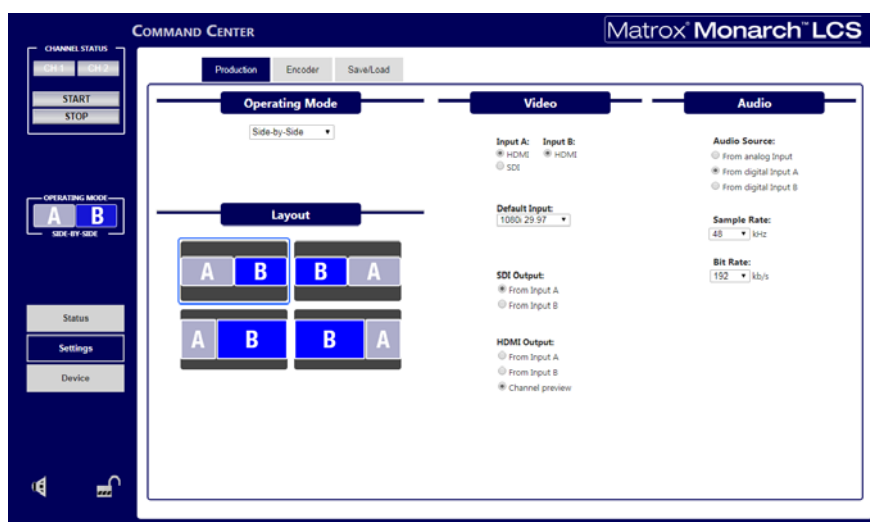 COMMAND CENTER
Matrox® Monarch™ LCS
CHANNEL STATUS
CH-1 CH-2
START
STOP
OPERATING MODE
A B
SIDE-BY-SIDE
Status
Settings
Device
Production Encoder Save/Load
Operating Mode
Side-by-Side
Layout
A B B A
A B B A
Video
Input A: Input B:
HDMI HDMI
SDI
Default Input:
1080i 29.97
SDI Output:
From Input A
From Input B
HDMI Output:
From Input A
From Input B
Channel preview
Audio
Audio Source:
From analog Input
From digital Input A
From digital Input B
Sample Rate:
48 kHz
Bit Rate:
192 kb/s